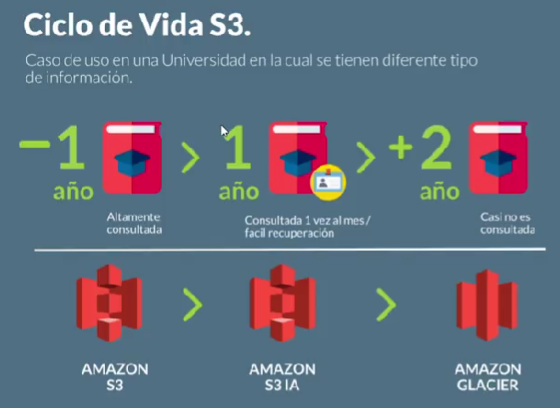 Ciclo de Vida S3.
Caso de uso en una Universidad en la cual se tienen diferente tipo
de información.
-1
año
1
año
+2
año
Altamente
consultada
Consultada 1 vez al mes/
facil recuperación
Casi no es
consultada
AMAZON
S3
AMAZON
S3 IA
AMAZON
GLACIER